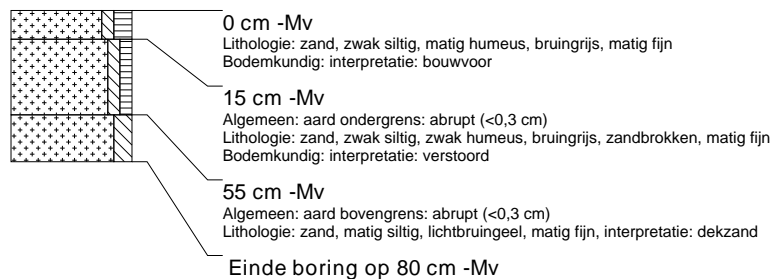 0 cm -Mv
Lithologie: zand, zwak siltig, matig humeus, bruingrijs, matig fijn
Bodemkundig: interpretatie: bouwvoor
15 cm -Mv
Algemeen: aard ondergrens: abrupt (<0,3 cm)
Lithologie: zand, zwak siltig, zwak humeus, bruingrijs, zandbrokken, matig fijn
Bodemkundig: interpretatie: verstoord
55 cm -Mv
Algemeen: aard bovengrens: abrupt (<0,3 cm)
Lithologie: zand, matig siltig, lichtbruingeel, matig fijn, interpretatie: dekzand
Einde boring op 80 cm -Mv